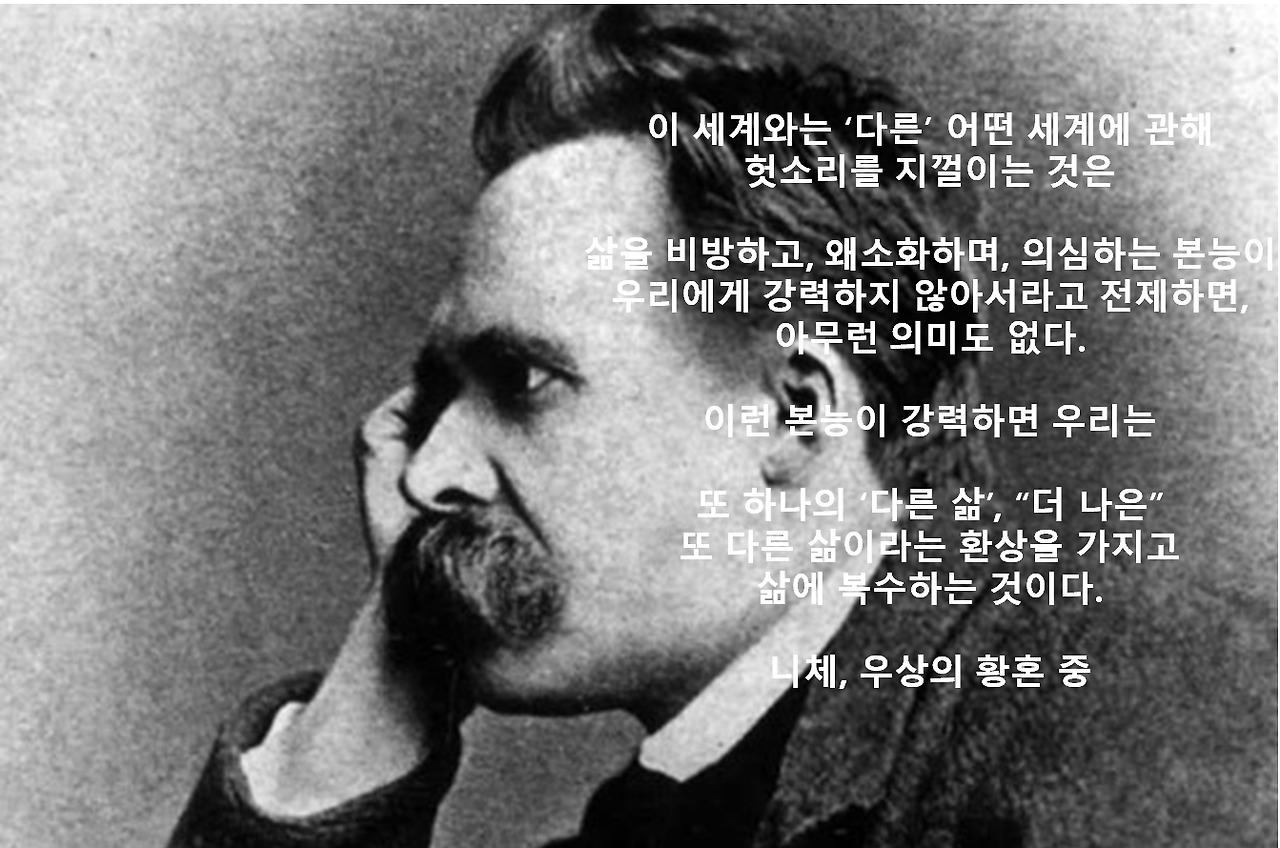 이 세계와는 ‘다른’ 어떤 세계에 관해
헛소리를 지껄이는 것은
삶을 비방하고, 왜소화하며, 의심하는 본능이
우리에게 강력하지 않아서라고 전제하면,
아무런 의미도 없다.
이런 본능이 강력하면 우리는
또 하나의 ‘다른 삶’, “더 나은”
또 다른 삶이라는 환상을 가지고
삶에 복수하는 것이다.
니체, 우상의 황혼 중